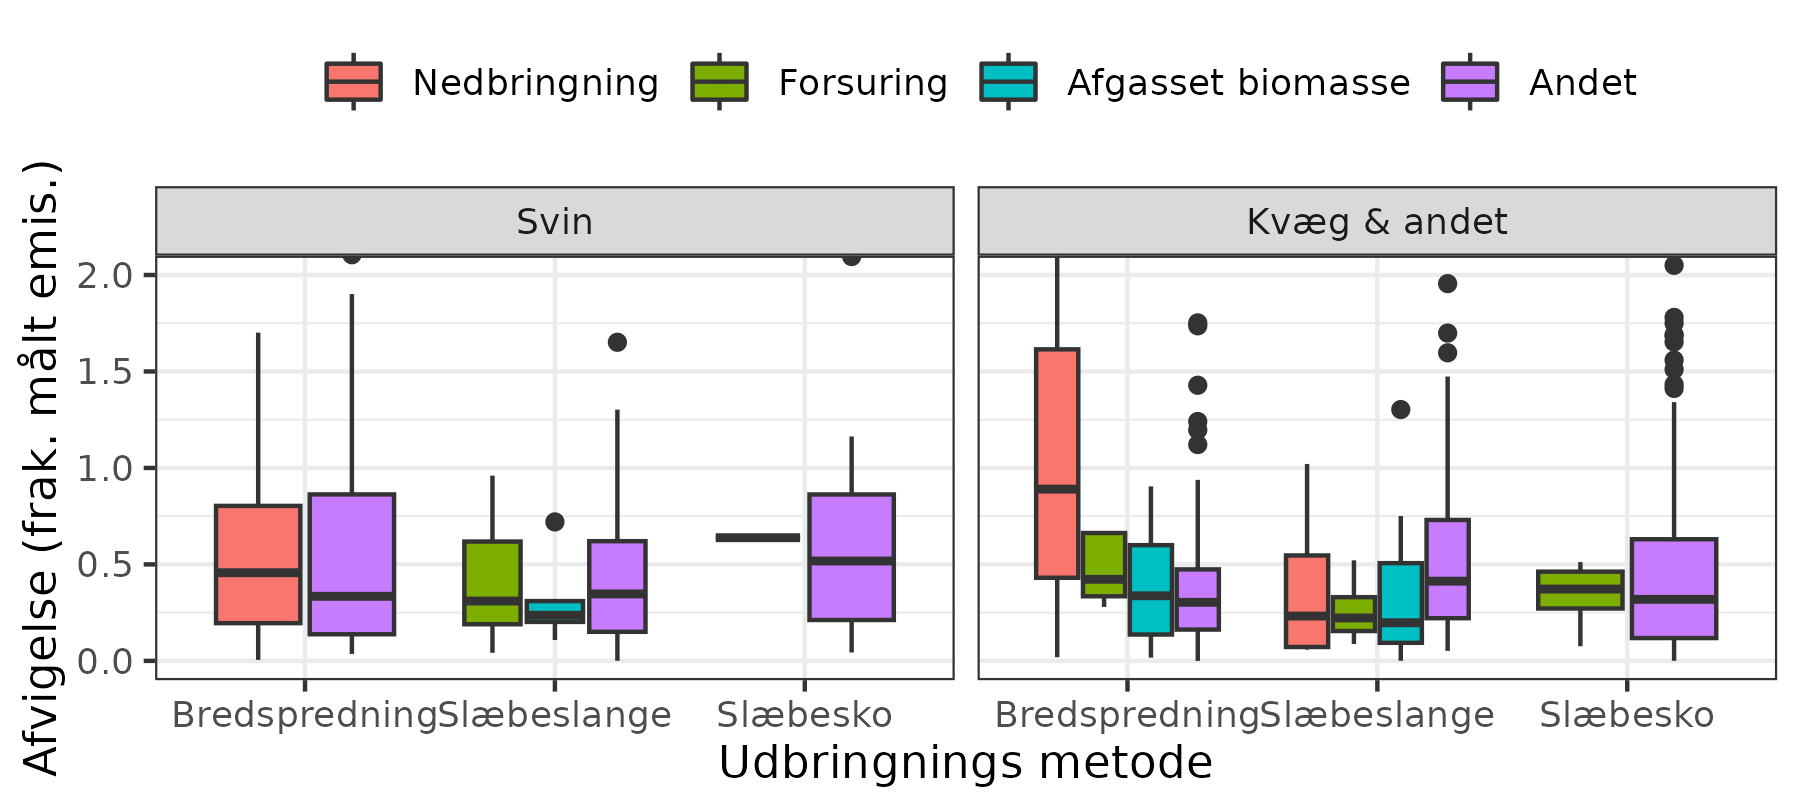 Nedbringning Forsuring Afgasset biomasse Andet
Svin Kvæg & andet
Afvigelse (frak. målt emis.)
2.0
1.5
1.0
0.5
0.0
Bredspredning Slæbeslange Slæbesko Bredspredning Slæbeslange Slæbesko
Udbringnings metode